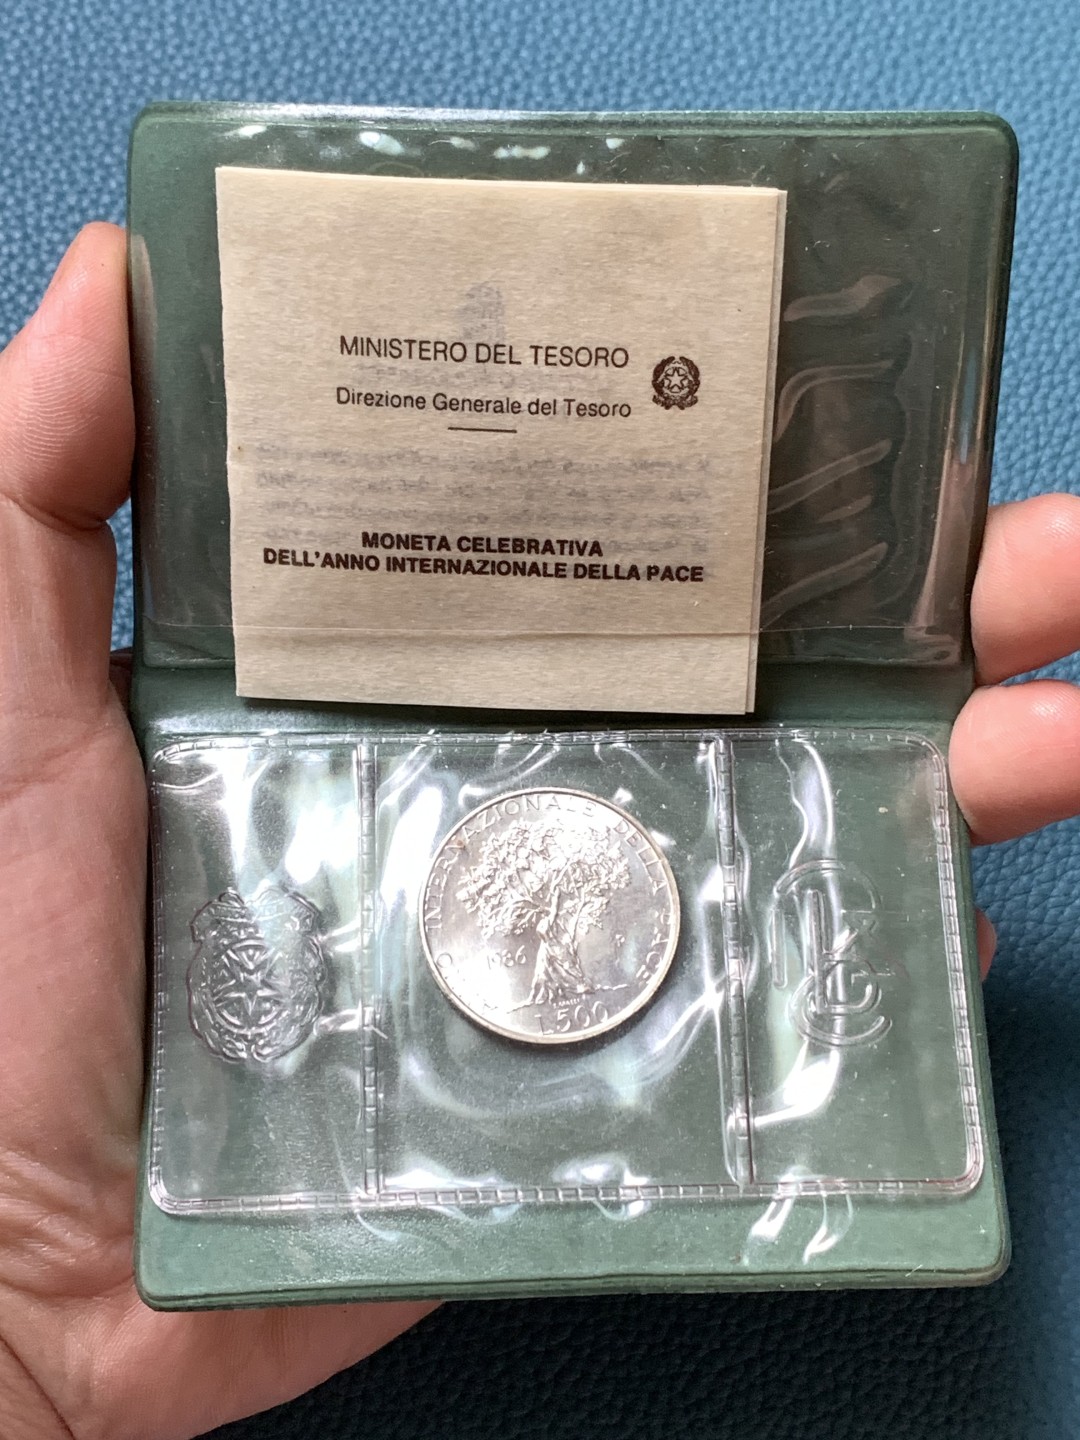 MINISTERO DEL TESORO
Direzione Generale del Tesoro
MONETA CELEBRATIVA
DELL'ANNO INTERNAZIONALE DELLA PACE
O INTERNAZIONALE DELLA PACE
1986
R
L.500